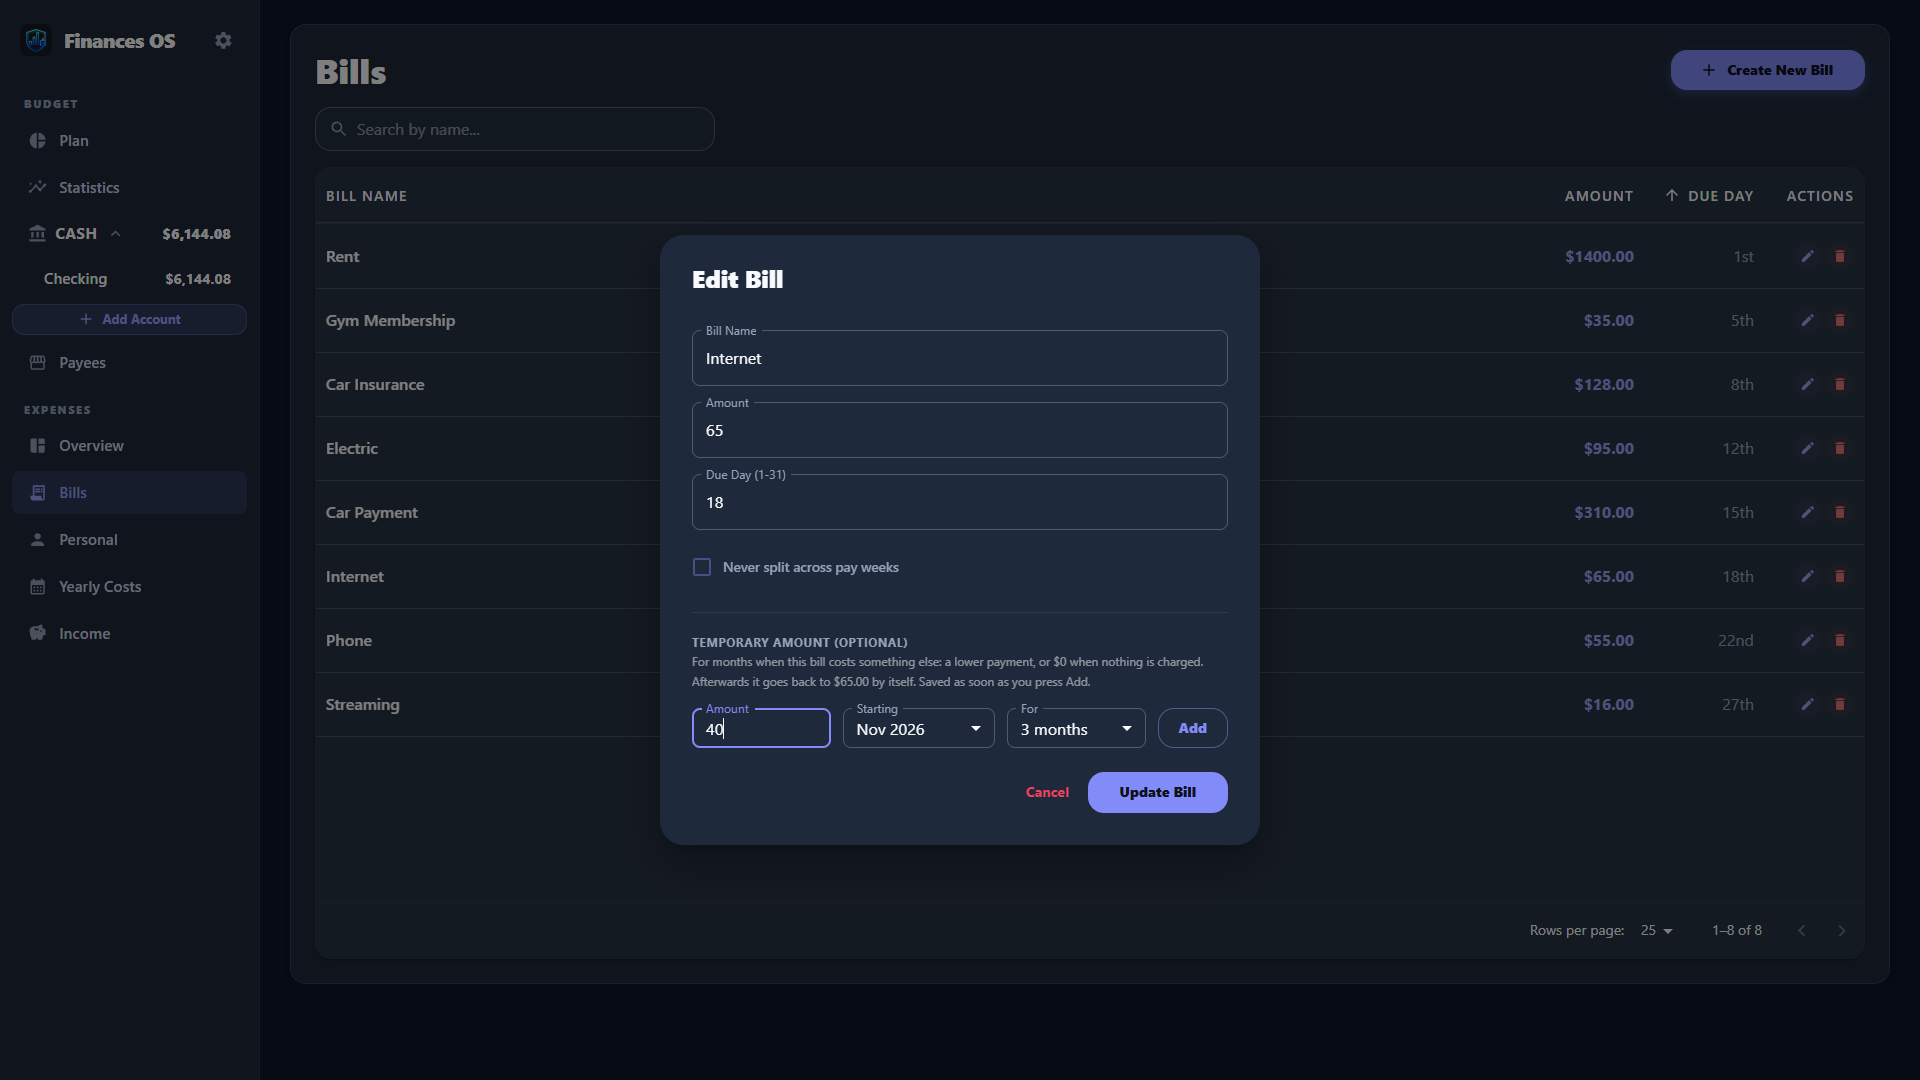 Finances OS
BUDGET
Plan
Statistics
CASH $6,144.08
Checking $6,144.08
+ Add Account
Payees
EXPENSES
Overview
Bills
Personal
Yearly Costs
Income
Bills
+ Create New Bill
Search by name...
BILL NAME AMOUNT ↑ DUE DAY ACTIONS
Rent $1400.00 1st
Gym Membership $35.00 5th
Car Insurance $128.00 8th
Electric $95.00 12th
Car Payment $310.00 15th
Internet $65.00 18th
Phone $55.00 22nd
Streaming $16.00 27th
Rows per page: 25 1–8 of 8
Edit Bill
Bill Name
Internet
Amount
65
Due Day (1-31)
18
Never split across pay weeks
TEMPORARY AMOUNT (OPTIONAL)
For months when this bill costs something else: a lower payment, or $0 when nothing is charged.
Afterwards it goes back to $65.00 by itself. Saved as soon as you press Add.
Amount Starting For
40 Nov 2026 3 months Add
Cancel Update Bill